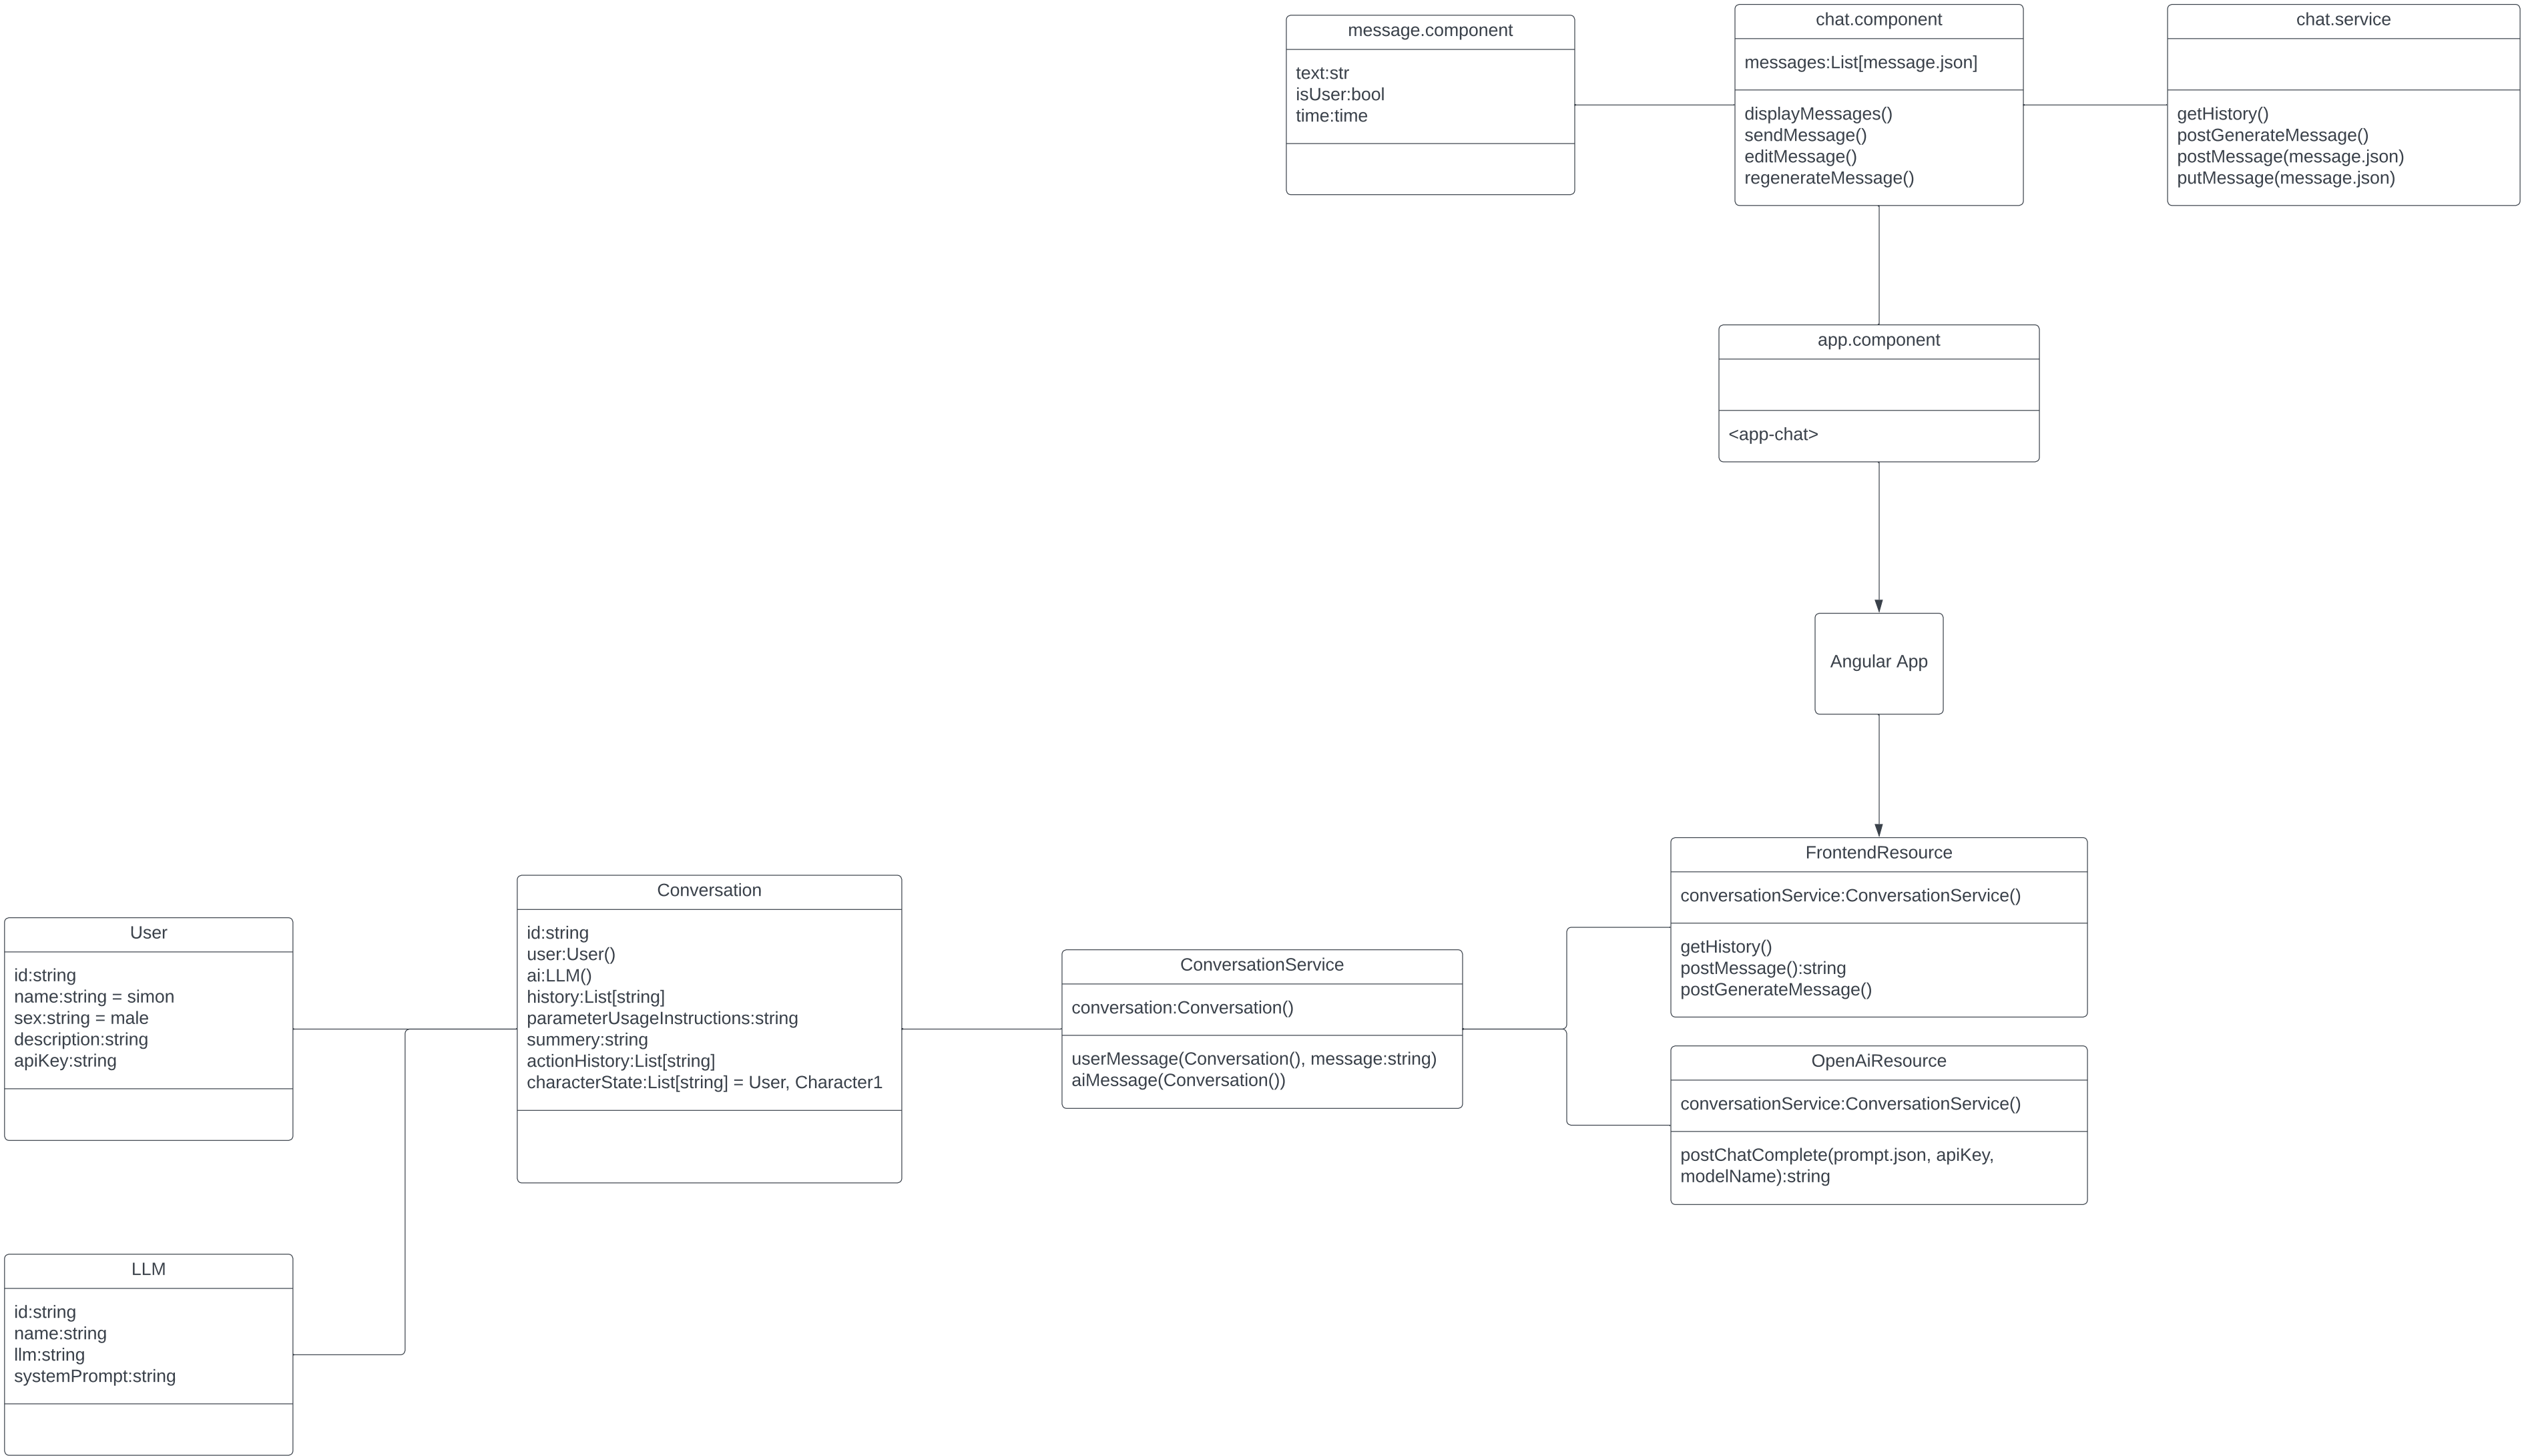 message.component
text:str
isUser:bool
time:time
chat.component
messages:List[message.json]
displayMessages()
sendMessage()
editMessage()
regenerateMessage()
chat.service
getHistory()
postGenerateMessage()
postMessage(message.json)
putMessage(message.json)
app.component
<app-chat>
Angular App
FrontendResource
conversationService:ConversationService()
getHistory()
postMessage():string
postGenerateMessage()
User
id:string
name:string = simon
sex:string = male
description:string
apiKey:string
Conversation
id:string
user:User()
ai:LLM()
history:List[string]
parameterUsageInstructions:string
summery:string
actionHistory:List[string]
characterState:List[string] = User, Character1
ConversationService
conversation:Conversation()
userMessage(Conversation(), message:string)
aiMessage(Conversation())
OpenAiResource
conversationService:ConversationService()
postChatComplete(prompt.json, apiKey,
modelName):string
LLM
id:string
name:string
llm:string
systemPrompt:string